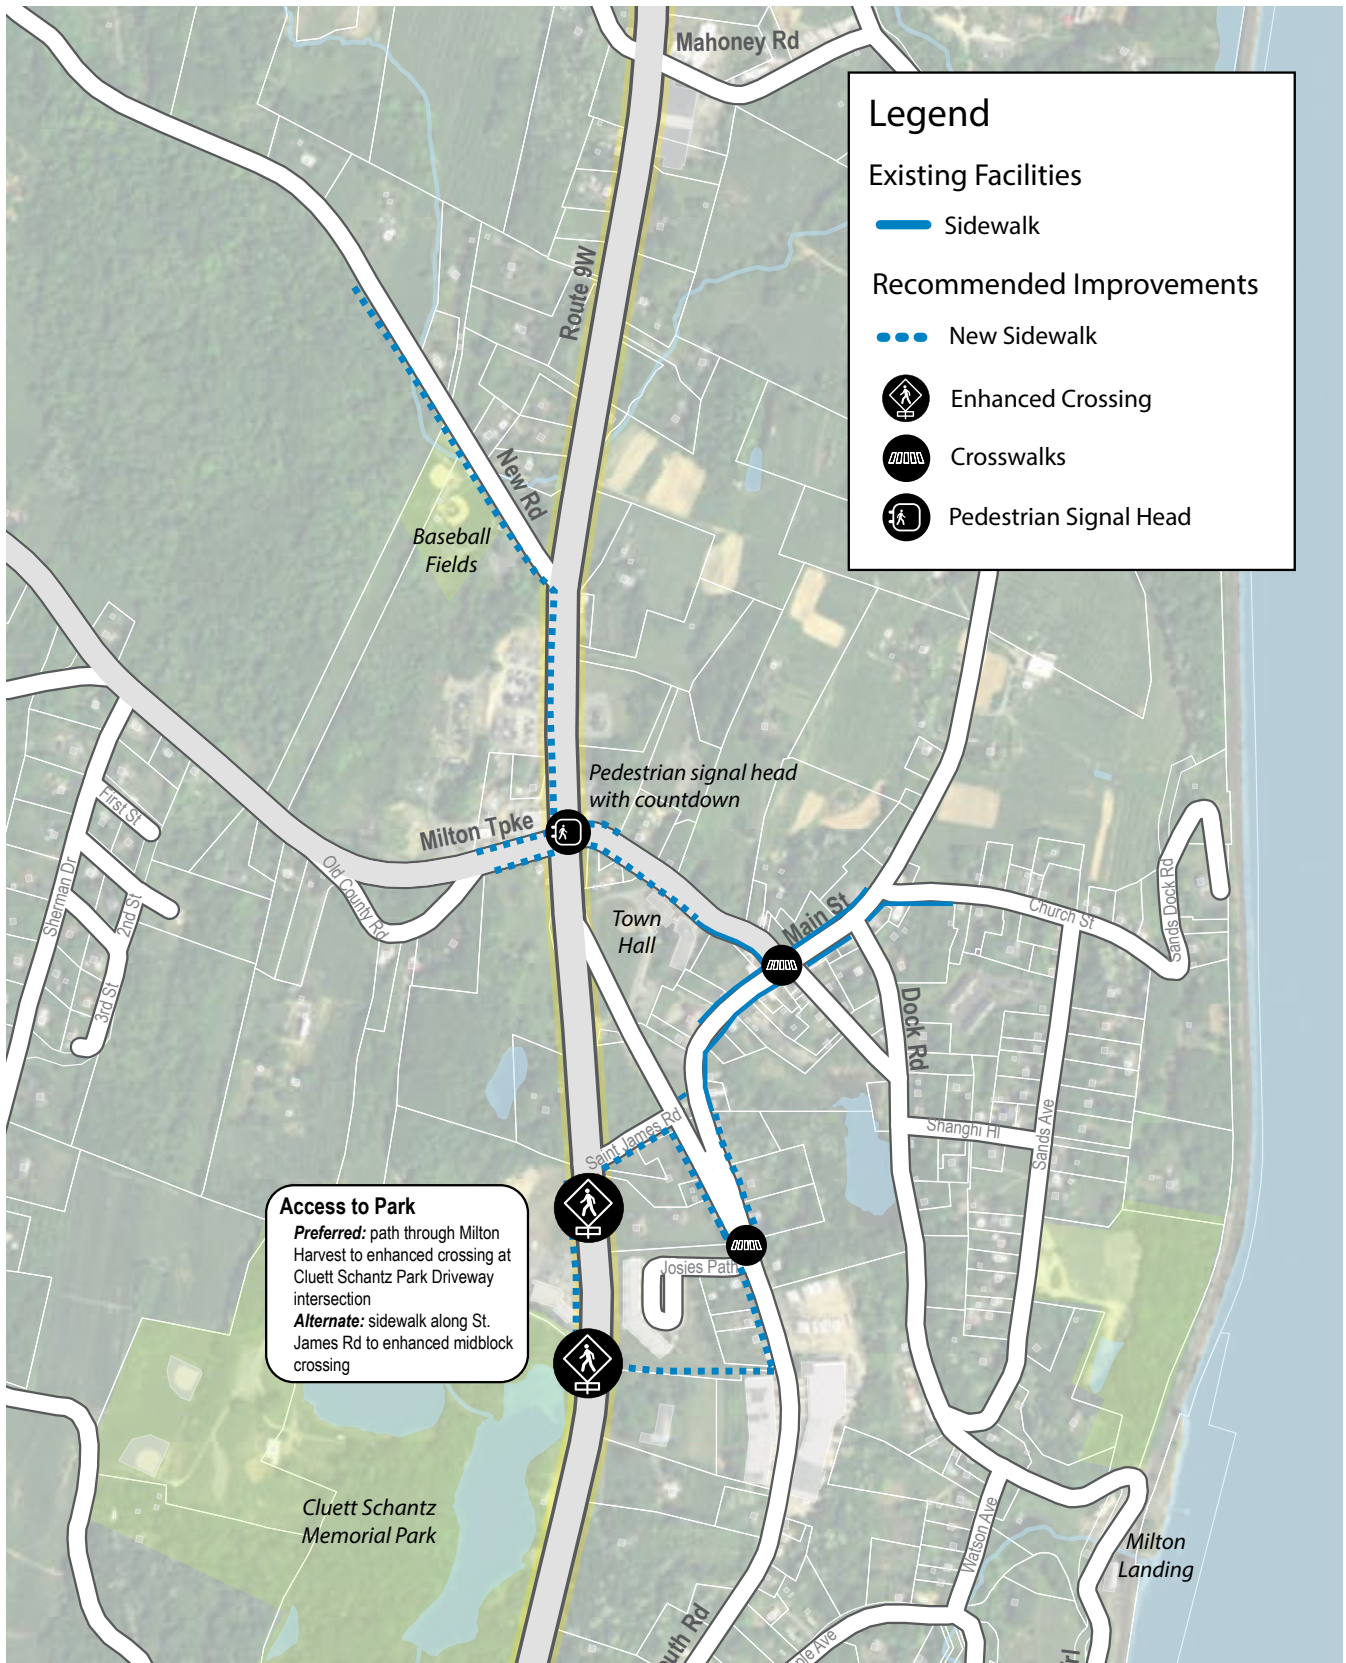 Mahoney Rd
Legend
Existing Facilities
Sidewalk
Recommended Improvements
New Sidewalk
Enhanced Crossing
Crosswalks
Pedestrian Signal Head
Route 9W
New Rd
Baseball
Fields
Pedestrian signal head
with countdown
Milton Tpke
First St
Old County Rd
Sherman Dr
2nd St
3rd St
Town
Hall
Main St
Church St
Sands Dock Rd
Dock Rd
Shanghi Hl
Sands Ave
Saint James Rd
Access to Park
Preferred: path through Milton
Harvest to enhanced crossing at
Cluett Schantz Park Driveway
intersection
Alternate: sidewalk along St.
James Rd to enhanced midblock
crossing
Josies Path
Cluett Schantz
Memorial Park
Watson Ave
Milton
Landing
outh Rd
ple Ave